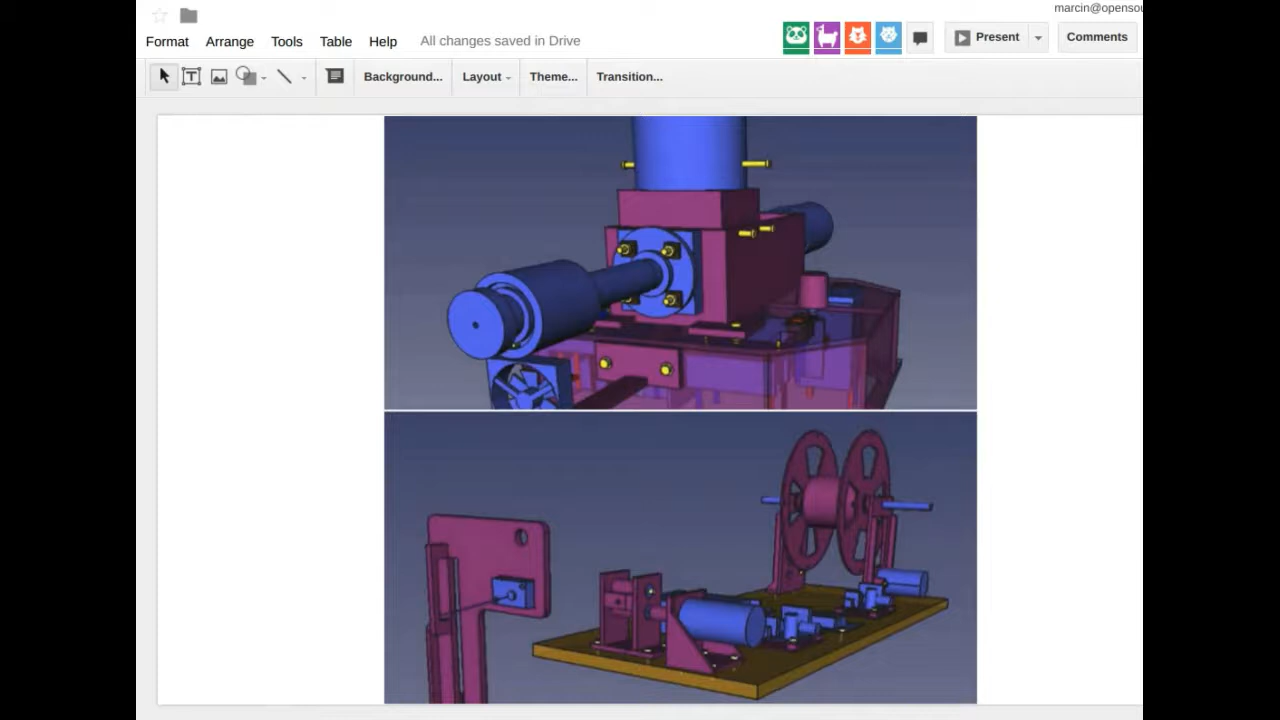 marcin@opensou
Format Arrange Tools Table Help All changes saved in Drive Present Comments
Background... Layout Theme... Transition...